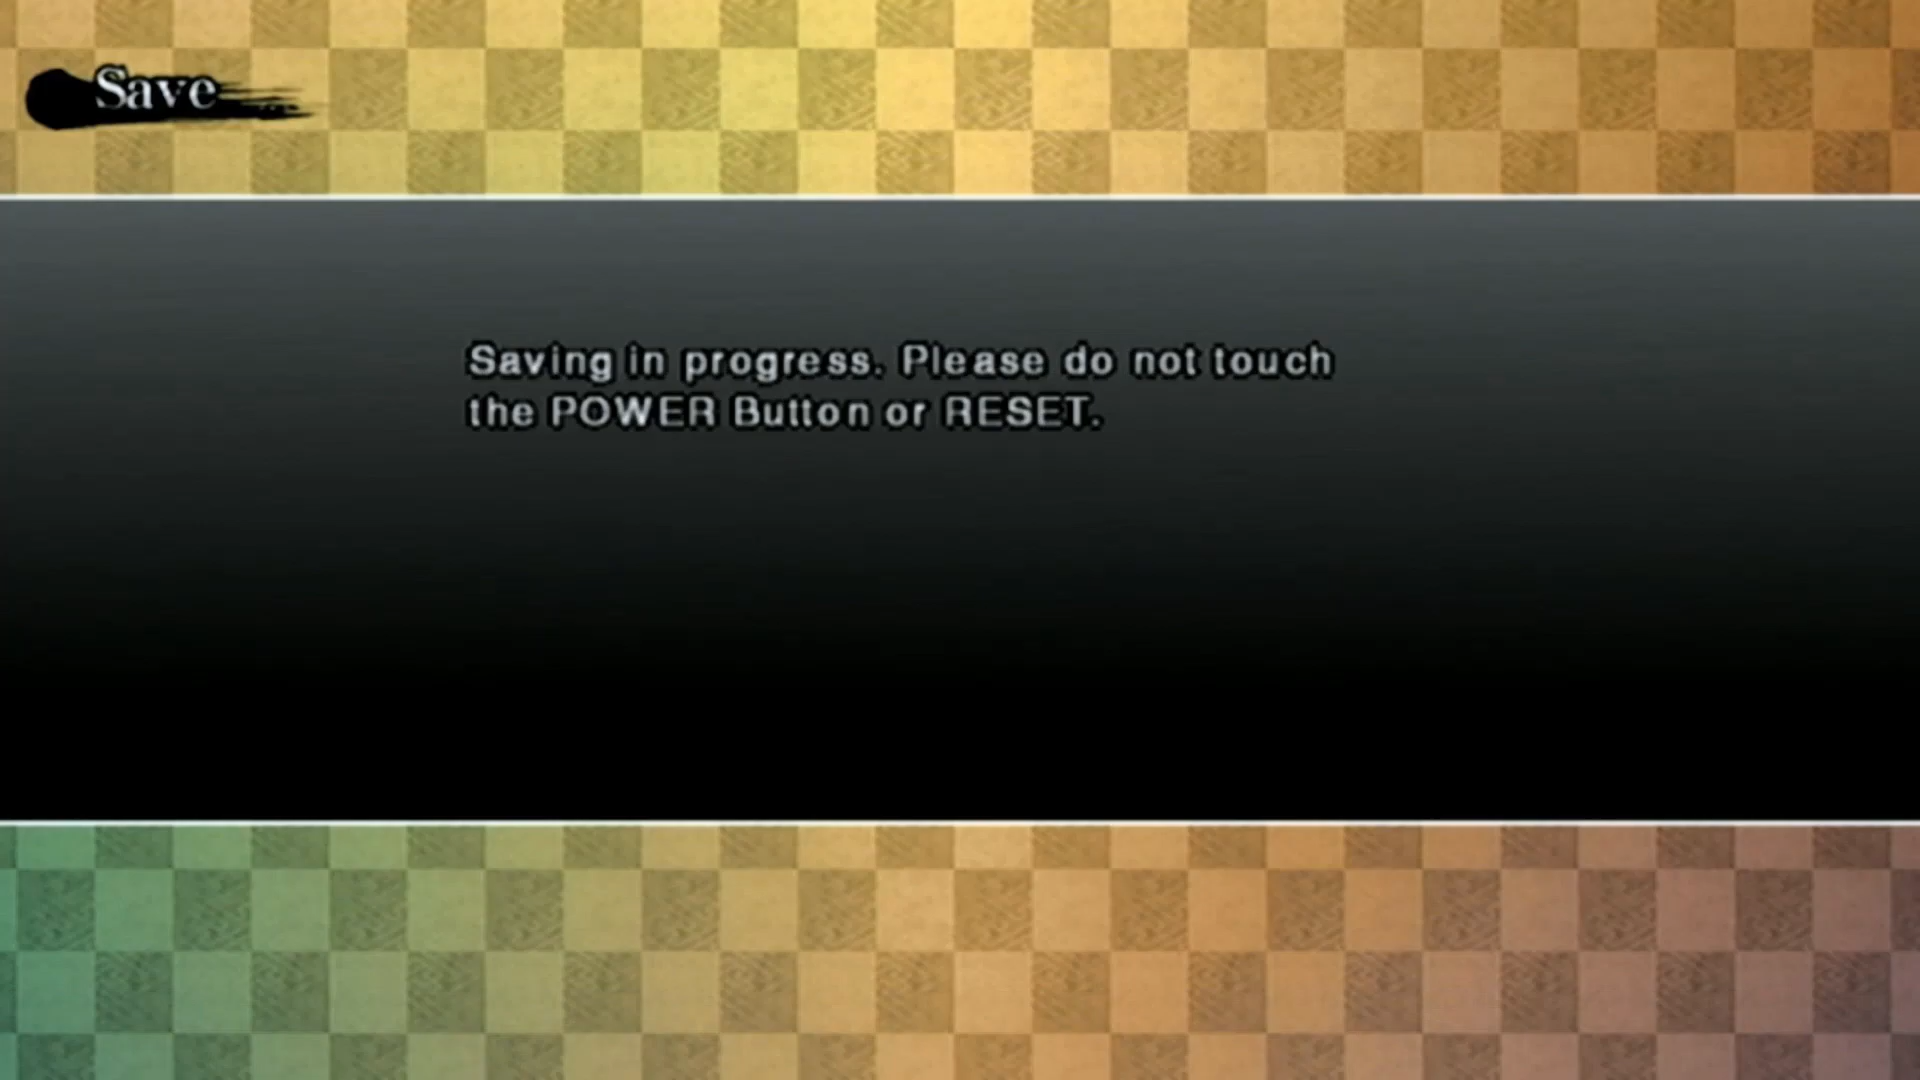 Save
Saving in progress. Please do not touch
the POWER Button or RESET.